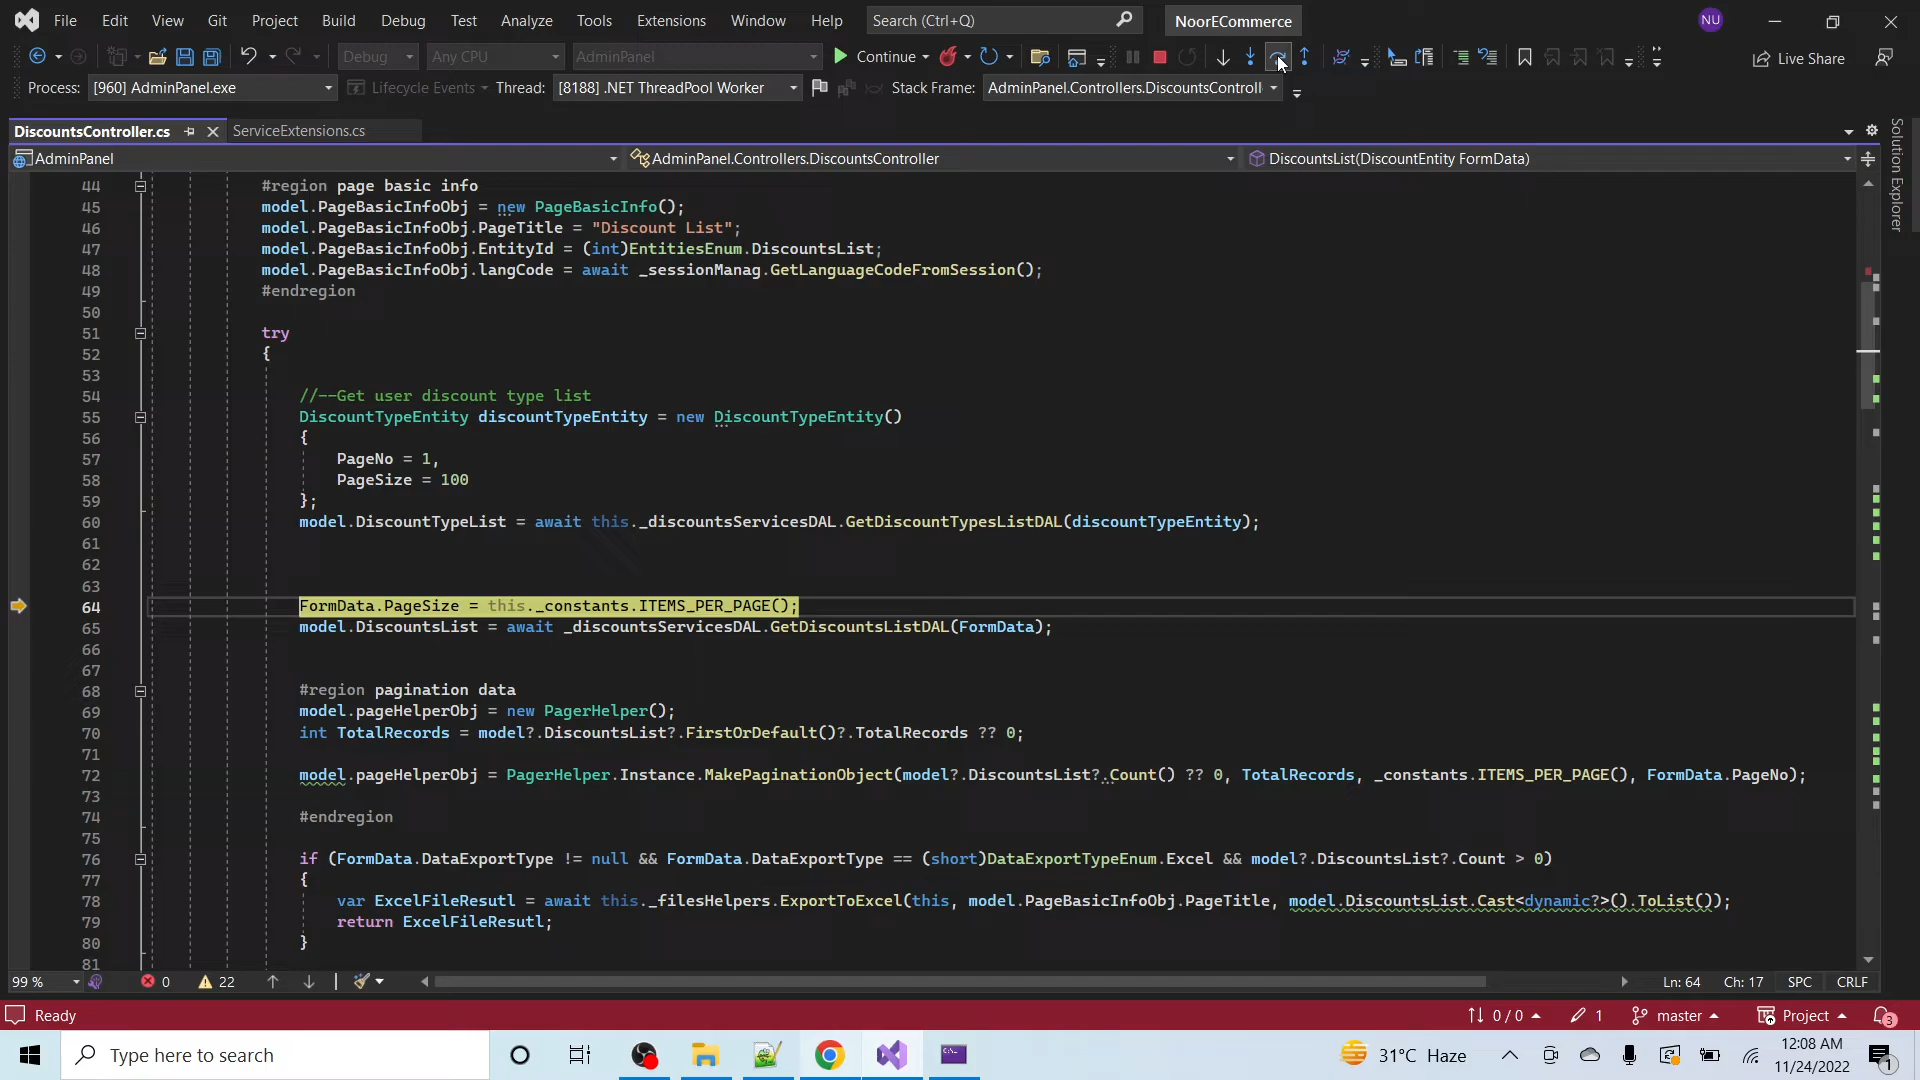 File Edit View Git Project Build Debug Test Analyze Tools Extensions Window Help Search (Ctrl+Q) NoorECommerce NU
Debug Any CPU AdminPanel Continue Live Share
Process: [960] AdminPanel.exe Lifecycle Events Thread: [8188] .NET ThreadPool Worker Stack Frame: AdminPanel.Controllers.DiscountsControll
DiscountsController.cs ServiceExtensions.cs
AdminPanel AdminPanel.Controllers.DiscountsController DiscountsList(DiscountEntity FormData)
Solution Explorer
44 #region page basic info
45 model.PageBasicInfoObj = new PageBasicInfo();
46 model.PageBasicInfoObj.PageTitle = "Discount List";
47 model.PageBasicInfoObj.EntityId = (int)EntitiesEnum.DiscountsList;
48 model.PageBasicInfoObj.langCode = await _sessionManag.GetLanguageCodeFromSession();
49 #endregion
50
51 try
52 {
53
54 //--Get user discount type list
55 DiscountTypeEntity discountTypeEntity = new DiscountTypeEntity()
56 {
57 PageNo = 1,
58 PageSize = 100
59 };
60 model.DiscountTypeList = await this._discountsServicesDAL.GetDiscountTypesListDAL(discountTypeEntity);
61
62
63
64 FormData.PageSize = this._constants.ITEMS_PER_PAGE();
65 model.DiscountsList = await _discountsServicesDAL.GetDiscountsListDAL(FormData);
66
67
68 #region pagination data
69 model.pageHelperObj = new PagerHelper();
70 int TotalRecords = model?.DiscountsList?.FirstOrDefault()?.TotalRecords ?? 0;
71
72 model.pageHelperObj = PagerHelper.Instance.MakePaginationObject(model?.DiscountsList?.Count() ?? 0, TotalRecords, _constants.ITEMS_PER_PAGE(), FormData.PageNo);
73
74 #endregion
75
76 if (FormData.DataExportType != null && FormData.DataExportType == (short)DataExportTypeEnum.Excel && model?.DiscountsList?.Count > 0)
77 {
78 var ExcelFileResutl = await this._filesHelpers.ExportToExcel(this, model.PageBasicInfoObj.PageTitle, model.DiscountsList.Cast<dynamic?>().ToList());
79 return ExcelFileResutl;
80 }
81
99 % 0 22 Ln: 64 Ch: 17 SPC CRLF
Ready 0 / 0 1 master Project 3
Type here to search 31°C Haze 12:08 AM
11/24/2022 1